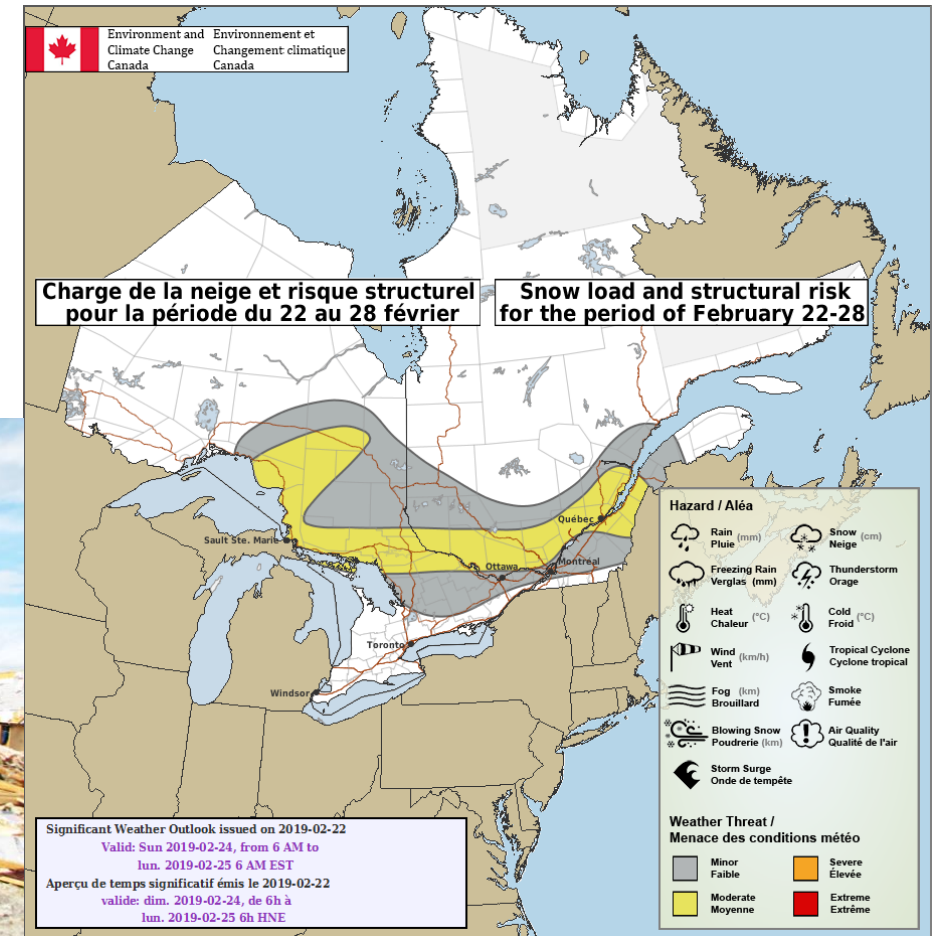 Environment and Environnement et
Climate Change Changement climatique
Canada Canada
Charge de la neige et risque structurel
pour la période du 22 au 28 février
Snow load and structural risk
for the period of February 22-28
Québec
Sault Ste. Marie
Ottawa
Montréal
Toronto
Windsor
Hazard / Aléa
Rain
Pluie (mm)
Snow
Neige (cm)
Freezing Rain
Verglas (mm)
Thunderstorm
Orage
Heat
Chaleur (°C)
Cold
Froid (°C)
Wind
Vent (km/h)
Tropical Cyclone
Cyclone tropical
Fog (km)
Brouillard
Smoke
Fumée
Blowing Snow
Poudrerie (km)
Air Quality
Qualité de l'air
Storm Surge
Onde de tempête
Weather Threat /
Menace des conditions météo
Minor
Faible
Severe
Élevée
Moderate
Moyenne
Extreme
Extrême
Significant Weather Outlook issued on 2019-02-22
Valid: Sun 2019-02-24, from 6 AM to
lun. 2019-02-25 6 AM EST
Aperçu de temps significatif émis le 2019-02-22
valide: dim. 2019-02-24, de 6h à
lun. 2019-02-25 6h HNE